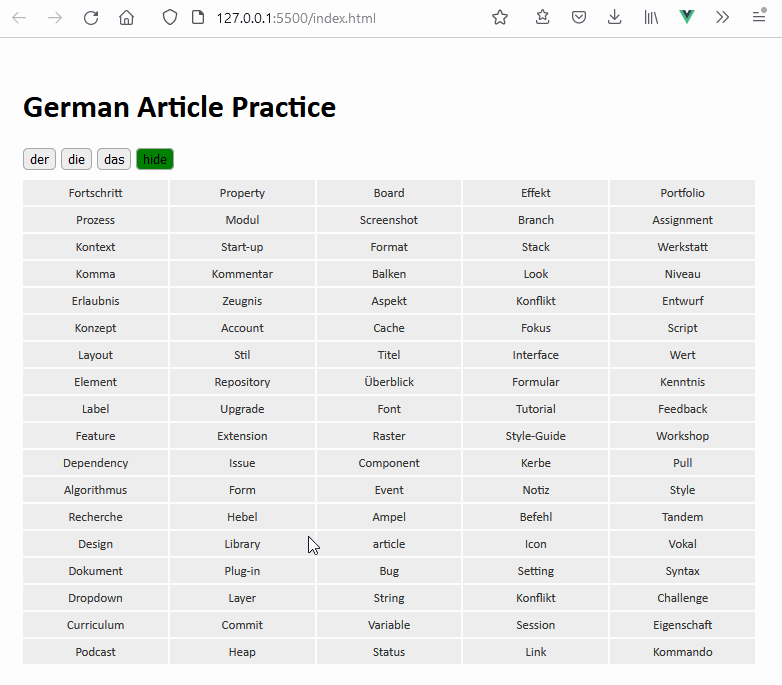 127.0.0.1:5500/index.html
German Article Practice
der die das hide
Fortschritt Property Board Effekt Portfolio
Prozess Modul Screenshot Branch Assignment
Kontext Start-up Format Stack Werkstatt
Komma Kommentar Balken Look Niveau
Erlaubnis Zeugnis Aspekt Konflikt Entwurf
Konzept Account Cache Fokus Script
Layout Stil Titel Interface Wert
Element Repository Überblick Formular Kenntnis
Label Upgrade Font Tutorial Feedback
Feature Extension Raster Style-Guide Workshop
Dependency Issue Component Kerbe Pull
Algorithmus Form Event Notiz Style
Recherche Hebel Ampel Befehl Tandem
Design Library article Icon Vokal
Dokument Plug-in Bug Setting Syntax
Dropdown Layer String Konflikt Challenge
Curriculum Commit Variable Session Eigenschaft
Podcast Heap Status Link Kommando